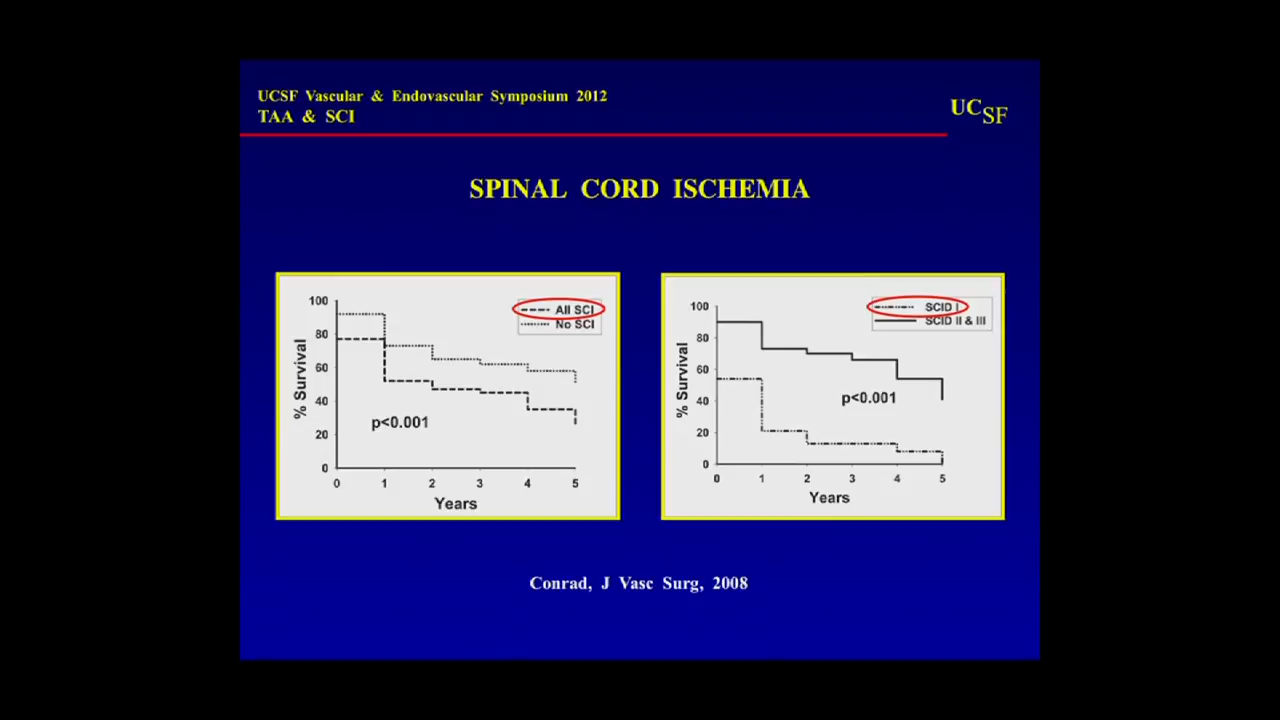 UCSF Vascular & Endovascular Symposium 2012
TAA & SCI
UCSF
SPINAL CORD ISCHEMIA
100
80
60
40
20
0
% Survival
All SCI
No SCI
p<0.001
0 1 2 3 4 5
Years
100
80
60
40
20
0
% Survival
SCID I
SCID II & III
p<0.001
0 1 2 3 4 5
Years
Conrad, J Vasc Surg, 2008